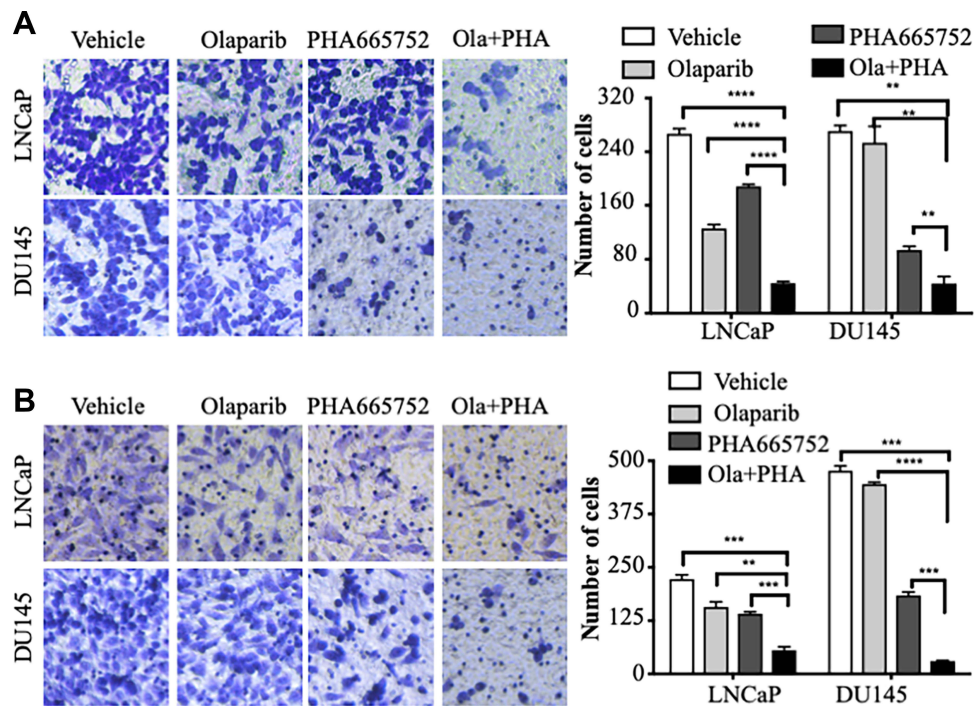 A
Vehicle Olaparib PHA665752 Ola+PHA
LNCaP
DU145
Vehicle
Olaparib
PHA665752
Ola+PHA
Number of cells
320
240
160
80
0
**** **** ****
** ** **
LNCaP DU145
B
Vehicle Olaparib PHA665752 Ola+PHA
LNCaP
DU145
Vehicle
Olaparib
PHA665752
Ola+PHA
Number of cells
500
375
250
125
0
*** ** ***
*** **** ***
LNCaP DU145